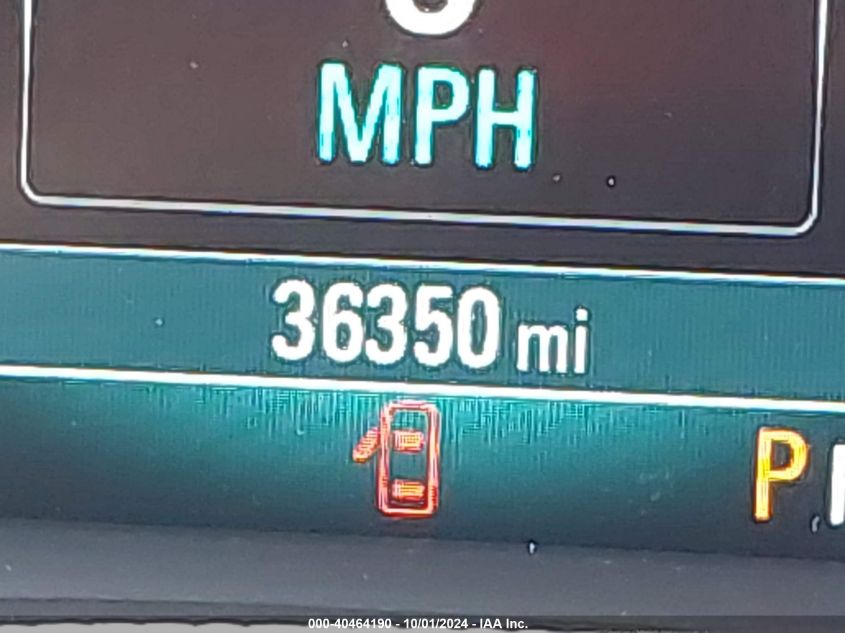 MPH
36350 mi
P
000-40464190 - 10/01/2024 - IAA Inc.